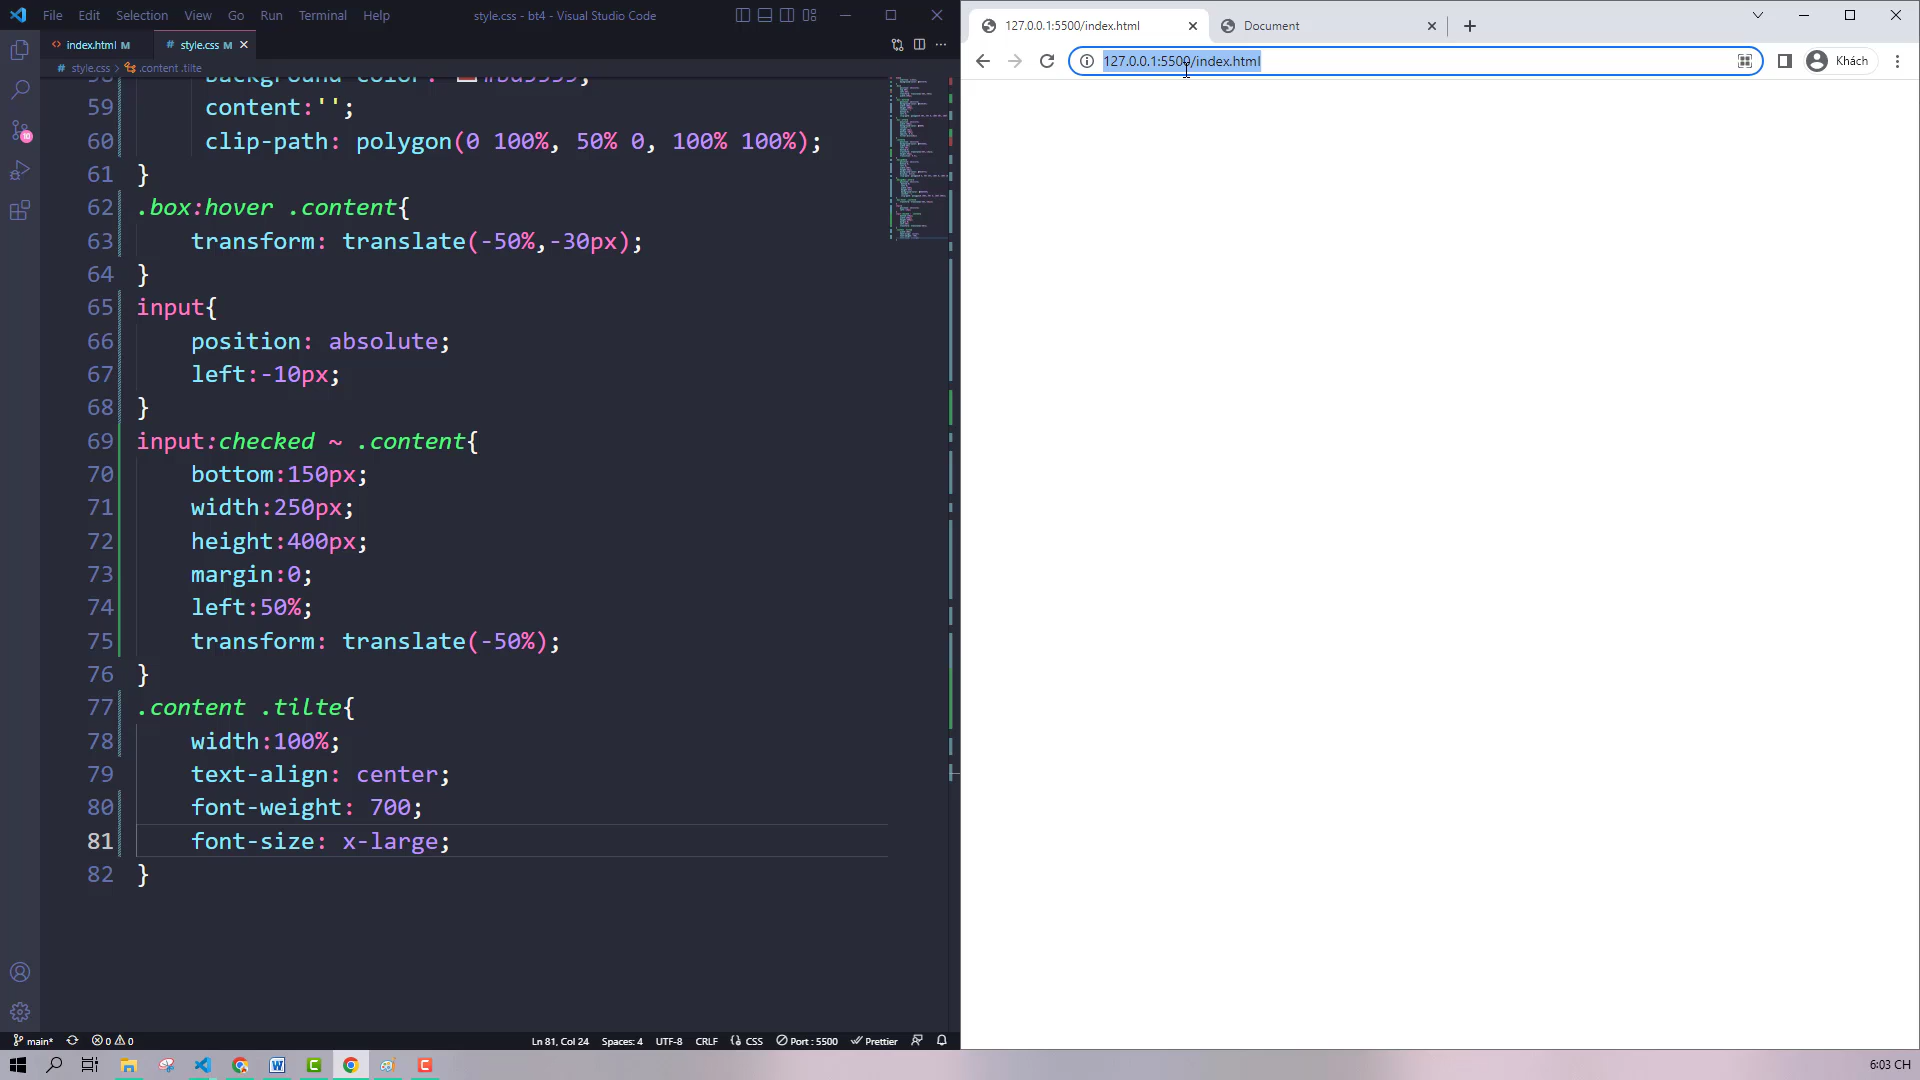 File Edit Selection View Go Run Terminal Help
style.css - bt4 - Visual Studio Code
index.html M
# style.css M
# style.css > .content .tilte
58 background-color: #bd5959;
59 content:'';
60 clip-path: polygon(0 100%, 50% 0, 100% 100%);
61 }
62 .box:hover .content{
63 transform: translate(-50%,-30px);
64 }
65 input{
66 position: absolute;
67 left:-10px;
68 }
69 input:checked ~ .content{
70 bottom:150px;
71 width:250px;
72 height:400px;
73 margin:0;
74 left:50%;
75 transform: translate(-50%);
76 }
77 .content .tilte{
78 width:100%;
79 text-align: center;
80 font-weight: 700;
81 font-size: x-large;
82 }
main* 0 0
Ln 81, Col 24 Spaces: 4 UTF-8 CRLF CSS Port : 5500 Prettier
127.0.0.1:5500/index.html
Document
127.0.0.1:5500/index.html
Khách
6:03 CH